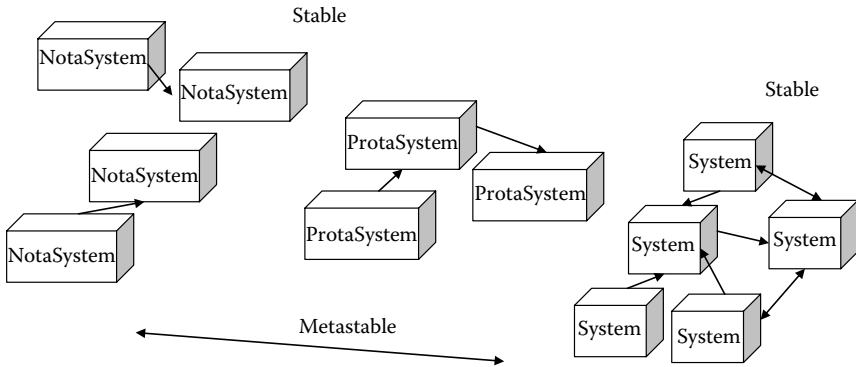 Stable
NotaSystem
NotaSystem
NotaSystem
NotaSystem
ProtaSystem
ProtaSystem
ProtaSystem
Stable
System
System
System
System
System
Metastable